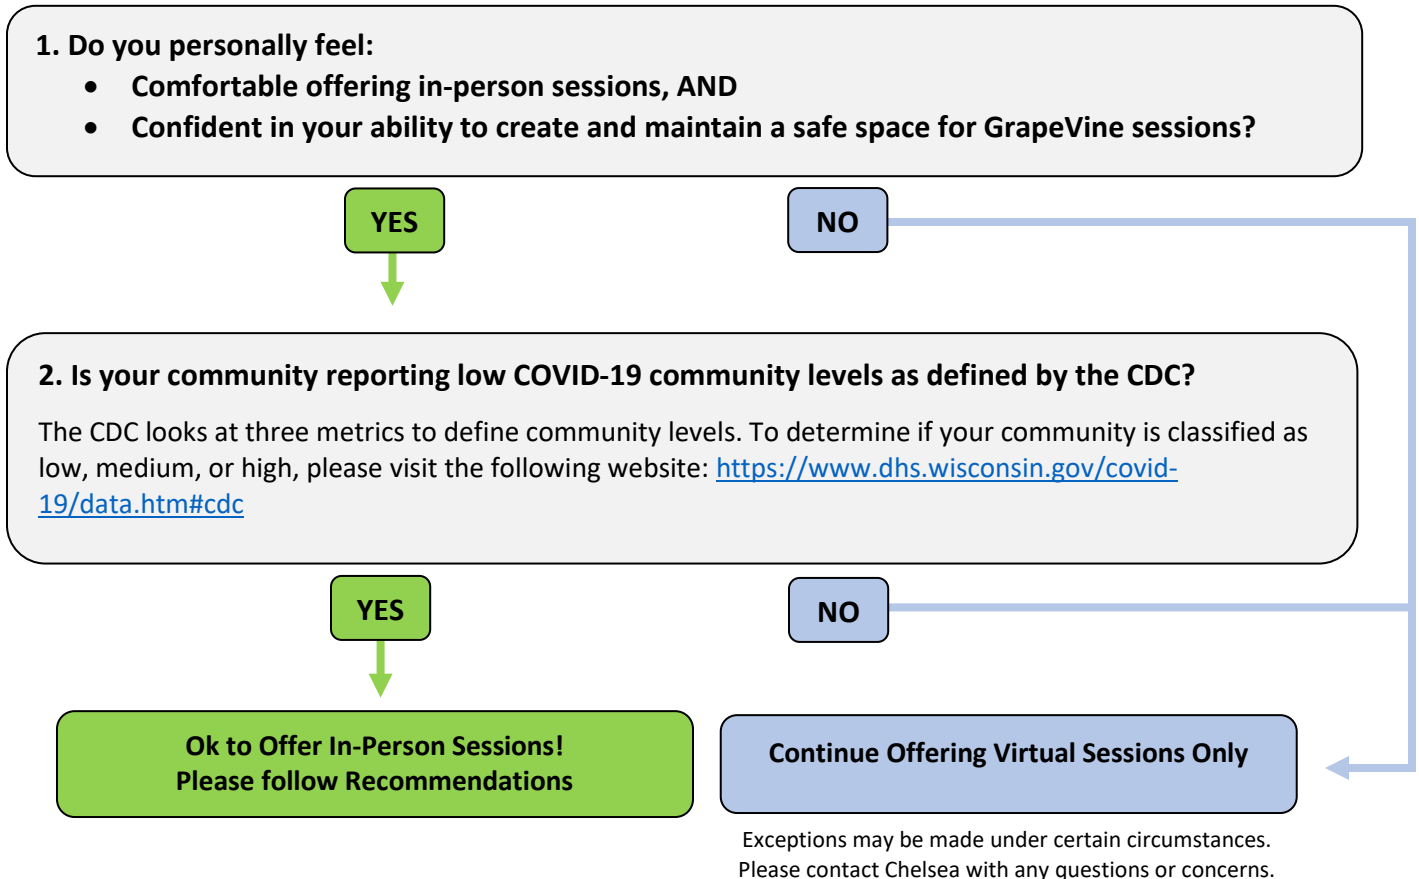 1. Do you personally feel:
• Comfortable offering in-person sessions, AND
• Confident in your ability to create and maintain a safe space for GrapeVine sessions?
YES
NO
2. Is your community reporting low COVID-19 community levels as defined by the CDC?
The CDC looks at three metrics to define community levels. To determine if your community is classified as
low, medium, or high, please visit the following website: https://www.dhs.wisconsin.gov/covid-
19/data.htm#cdc
YES
NO
Ok to Offer In-Person Sessions!
Please follow Recommendations
Continue Offering Virtual Sessions Only
Exceptions may be made under certain circumstances.
Please contact Chelsea with any questions or concerns.